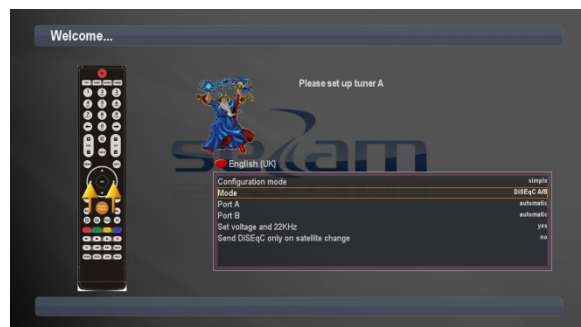 Welcome...
Please set up tuner A
English (UK)
Configuration mode simple
Mode DiSEqC A/B
Port A automatic
Port B automatic
Set voltage and 22KHz yes
Send DiSEqC only on satellite change no